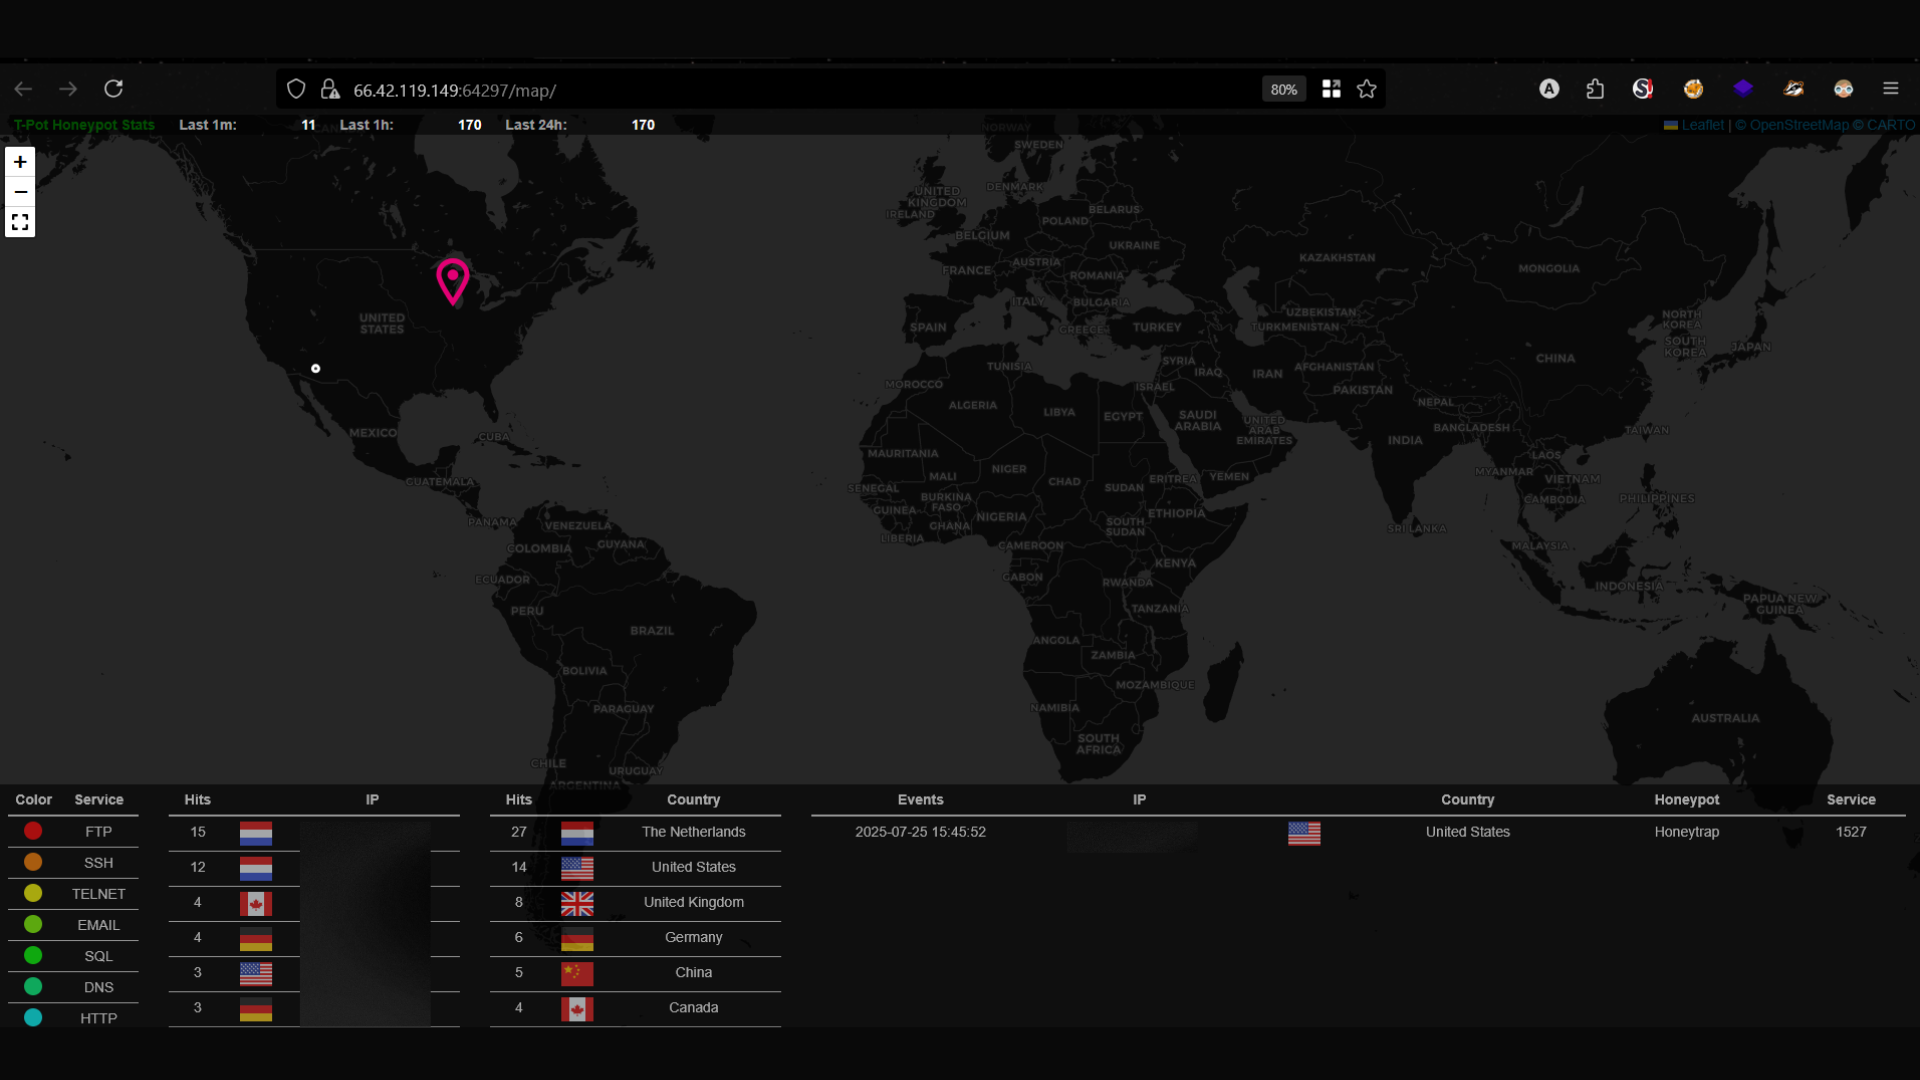 66.42.119.149:64297/map/
80%
T-Pot Honeypot Stats Last 1m: 11 Last 1h: 170 Last 24h: 170
Leaflet | © OpenStreetMap © CARTO
+
−
NORWAY
SWEDEN
UNITED KINGDOM
DENMARK
IRELAND
BELARUS
POLAND
BELGIUM
UKRAINE
KAZAKHSTAN
AUSTRIA
FRANCE
ROMANIA
MONGOLIA
ITALY
BULGARIA
UZBEKISTAN
UNITED STATES
SPAIN
GREECE
TURKEY
TURKMENISTAN
NORTH KOREA
SOUTH KOREA
JAPAN
TUNISIA
SYRIA
IRAQ
IRAN
AFGHANISTAN
CHINA
MOROCCO
ISRAEL
PAKISTAN
ALGERIA
LIBYA
EGYPT
SAUDI ARABIA
NEPAL
UNITED ARAB EMIRATES
BANGLADESH
TAIWAN
MEXICO
CUBA
INDIA
MAURITANIA
LAOS
GUATEMALA
MALI
NIGER
CHAD
SUDAN
ERITREA
YEMEN
MYANMAR
VIETNAM
SENEGAL
BURKINA FASO
CAMBODIA
PHILIPPINES
GUINEA
GHANA
NIGERIA
SOUTH SUDAN
ETHIOPIA
PANAMA
VENEZUELA
LIBERIA
SRI LANKA
COLOMBIA
GUYANA
CAMEROON
MALAYSIA
ECUADOR
GABON
RWANDA
KENYA
INDONESIA
PERU
TANZANIA
PAPUA NEW GUINEA
BRAZIL
ANGOLA
ZAMBIA
BOLIVIA
MOZAMBIQUE
PARAGUAY
NAMIBIA
AUSTRALIA
SOUTH AFRICA
CHILE
URUGUAY
ARGENTINA
Color Service
FTP
SSH
TELNET
EMAIL
SQL
DNS
HTTP
Hits IP
15
12
4
4
3
3
Hits Country
27 The Netherlands
14 United States
8 United Kingdom
6 Germany
5 China
4 Canada
Events IP Country Honeypot Service
2025-07-25 15:45:52 United States Honeytrap 1527